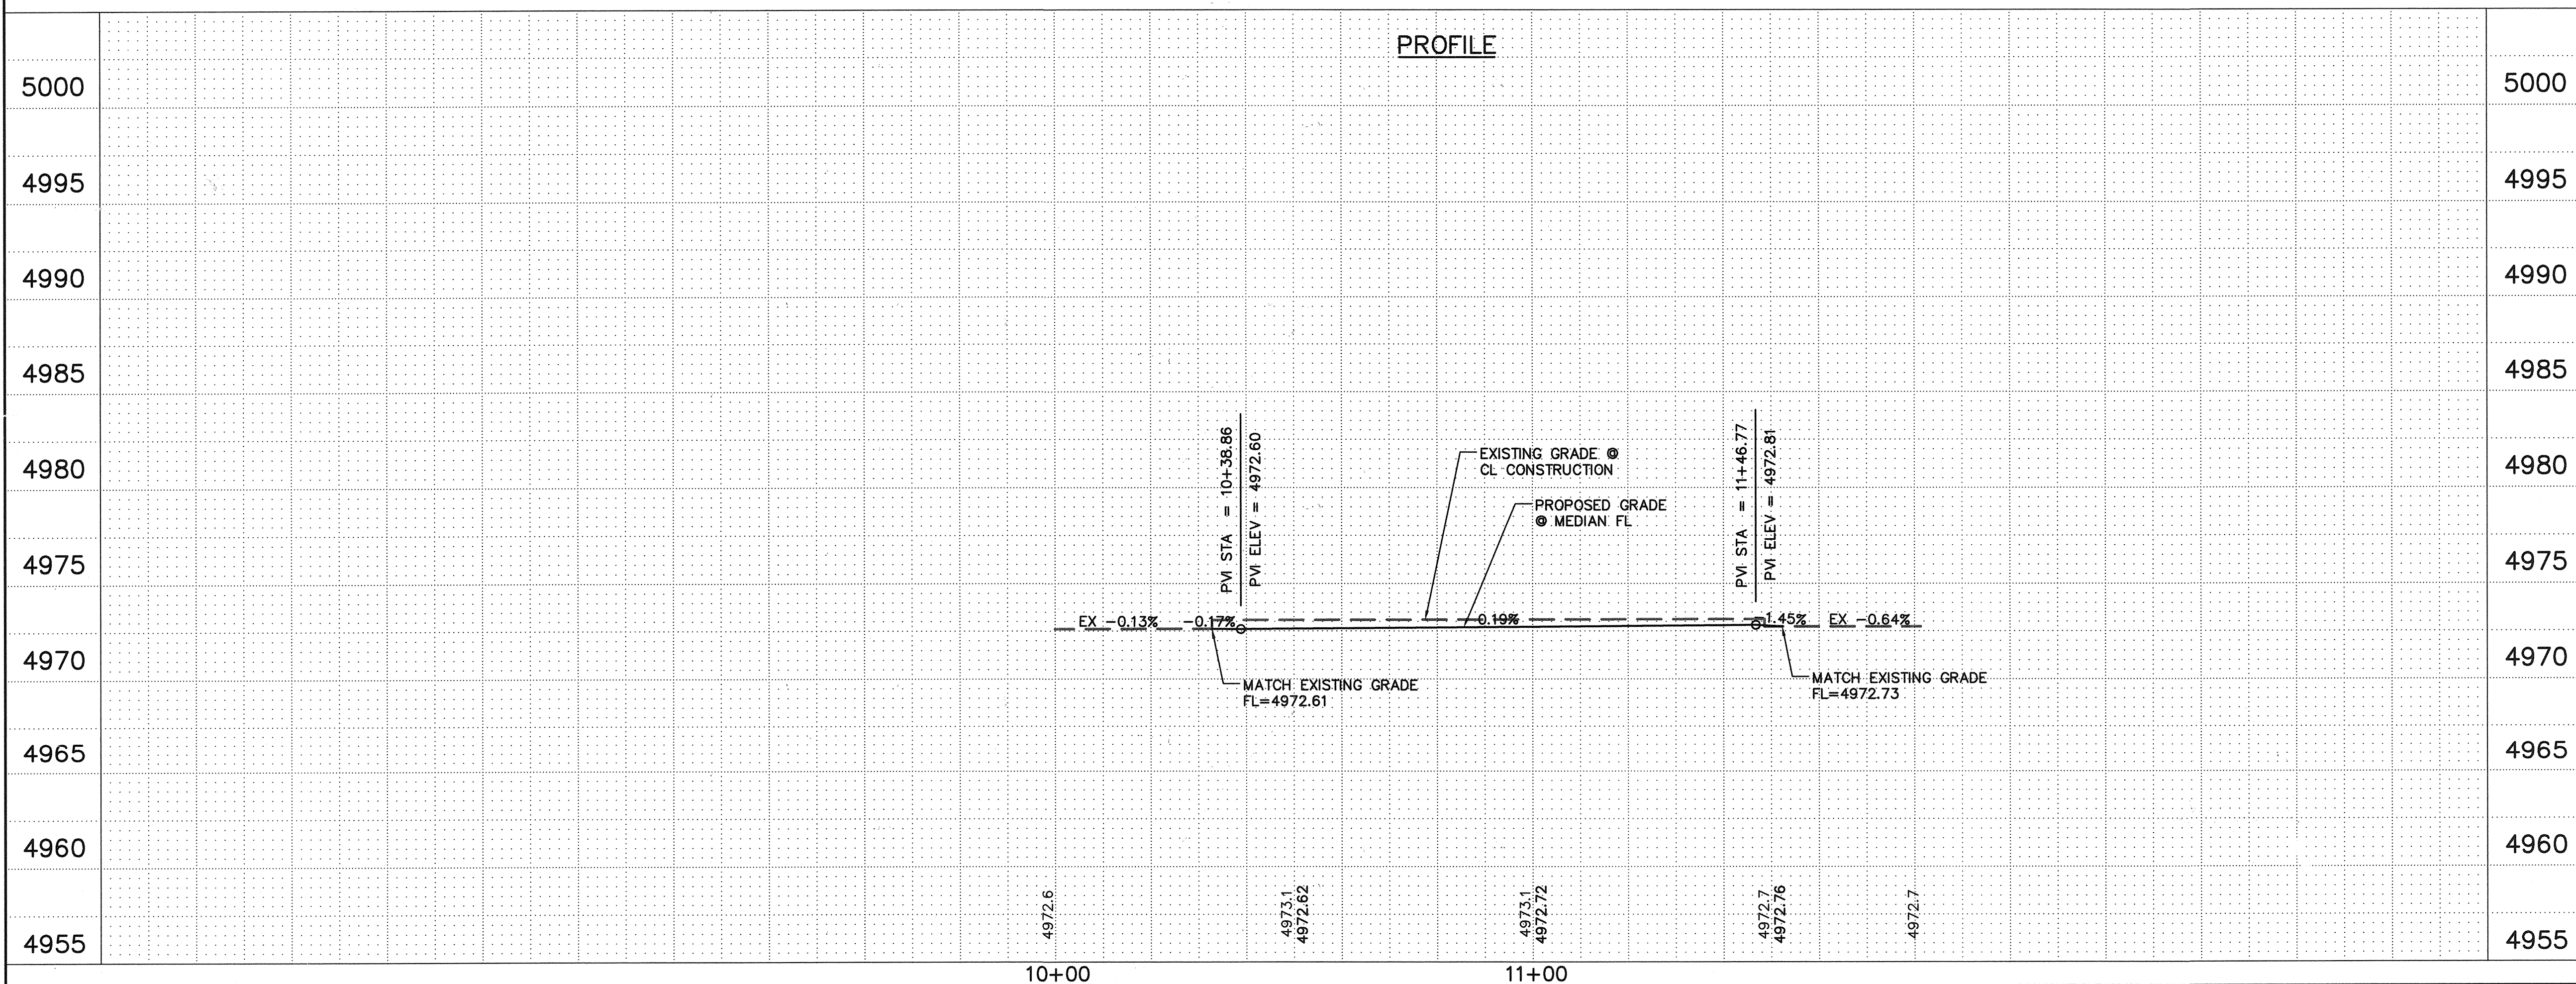 PROFILE
5000
5000
4995
4995
4990
4990
4985
4985
4980
4980
4975
4975
4970
4970
4965
4965
4960
4960
4955
4955
PVI STA = 10+38.86
PVI ELEV = 4972.60
EXISTING GRADE @
CL CONSTRUCTION
PROPOSED GRADE
@ MEDIAN FL
PVI STA = 11+46.77
PVI ELEV = 4972.81
EX -0.13%
-0.17%
0.19%
1.45%
EX -0.64%
MATCH EXISTING GRADE
FL=4972.61
MATCH EXISTING GRADE
FL=4972.73
4972.6
4973.1
4972.62
4973.1
4972.72
4972.7
4972.76
4972.7
10+00
11+00